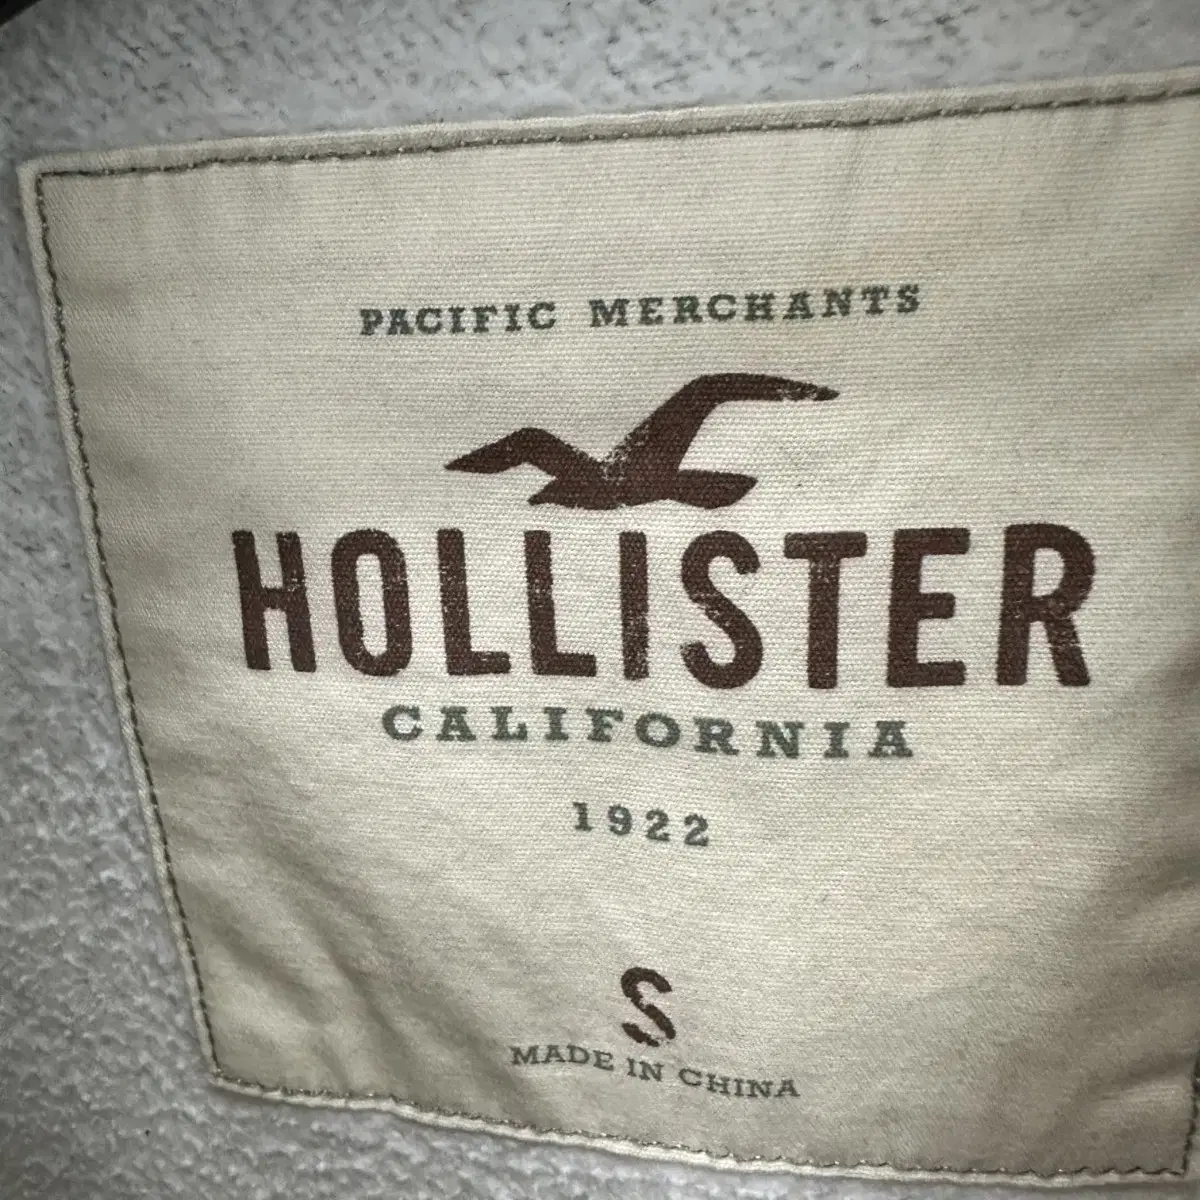 PACIFIC MERCHANTS
HOLLISTER
CALIFORNIA
1922
S
MADE IN CHINA